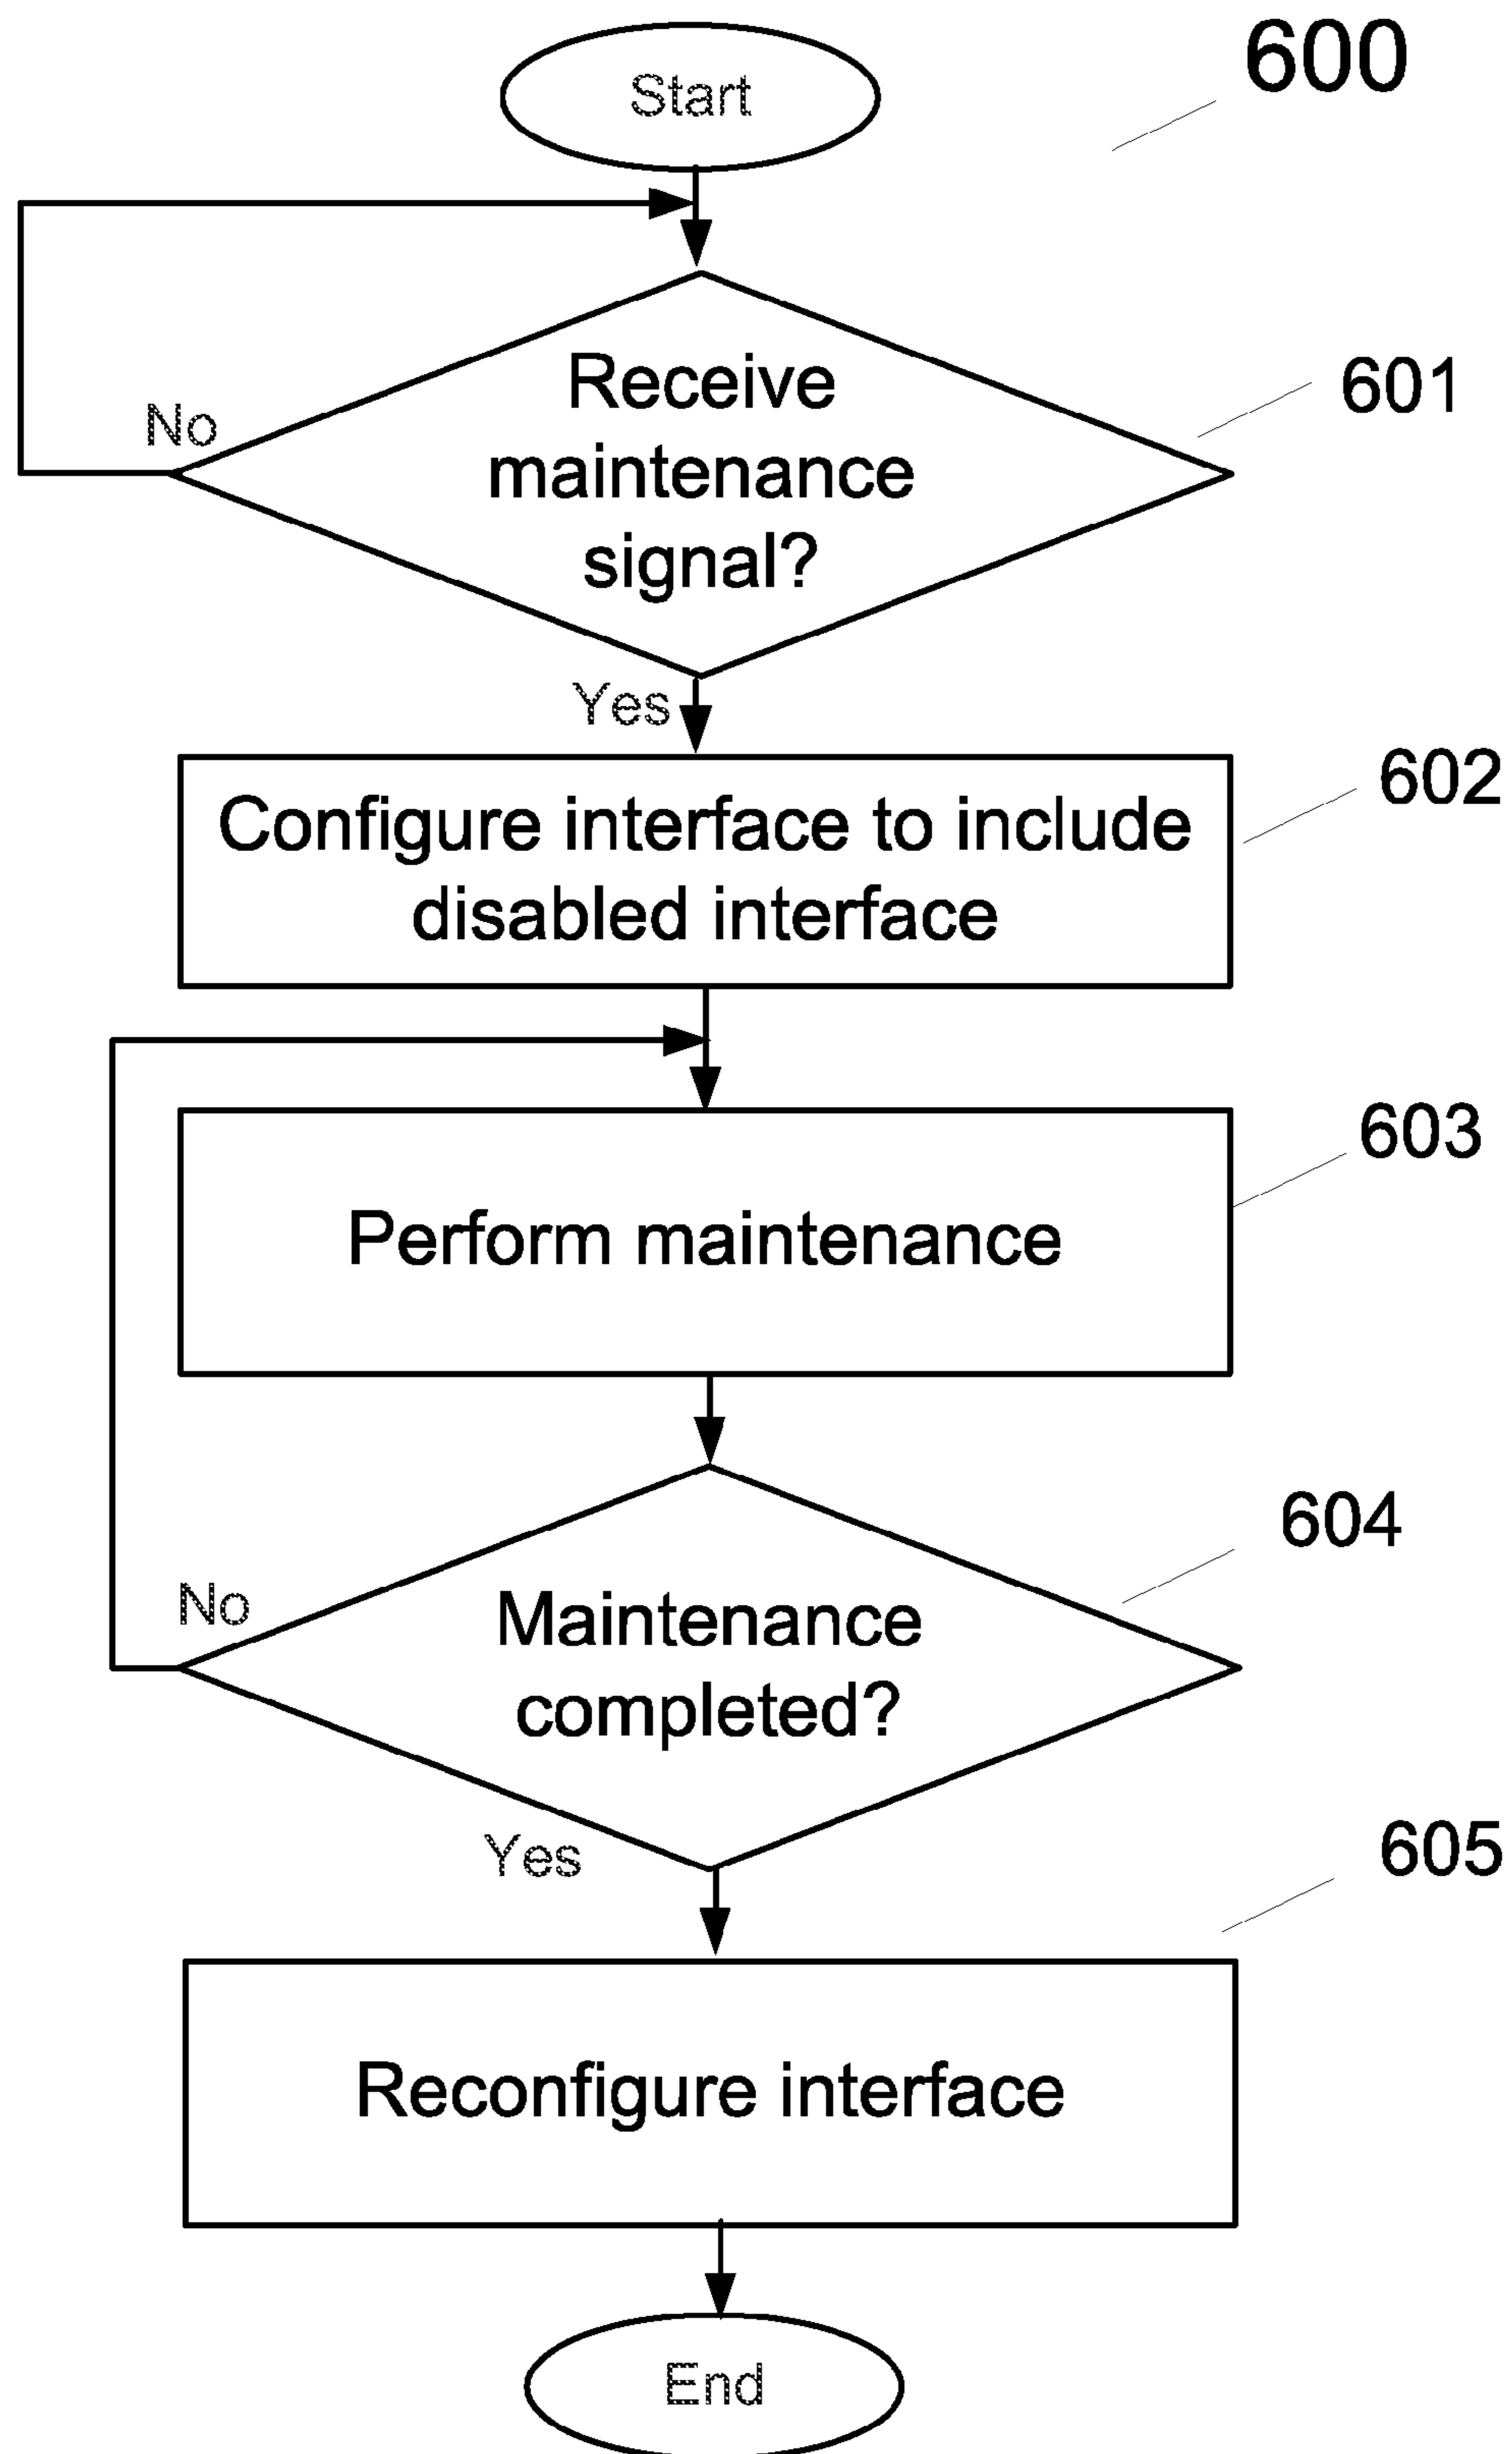 600
Start
Receive
maintenance
signal?
601
No
Yes
Configure interface to include
disabled interface
602
Perform maintenance
603
Maintenance
completed?
604
No
Yes
Reconfigure interface
605
End